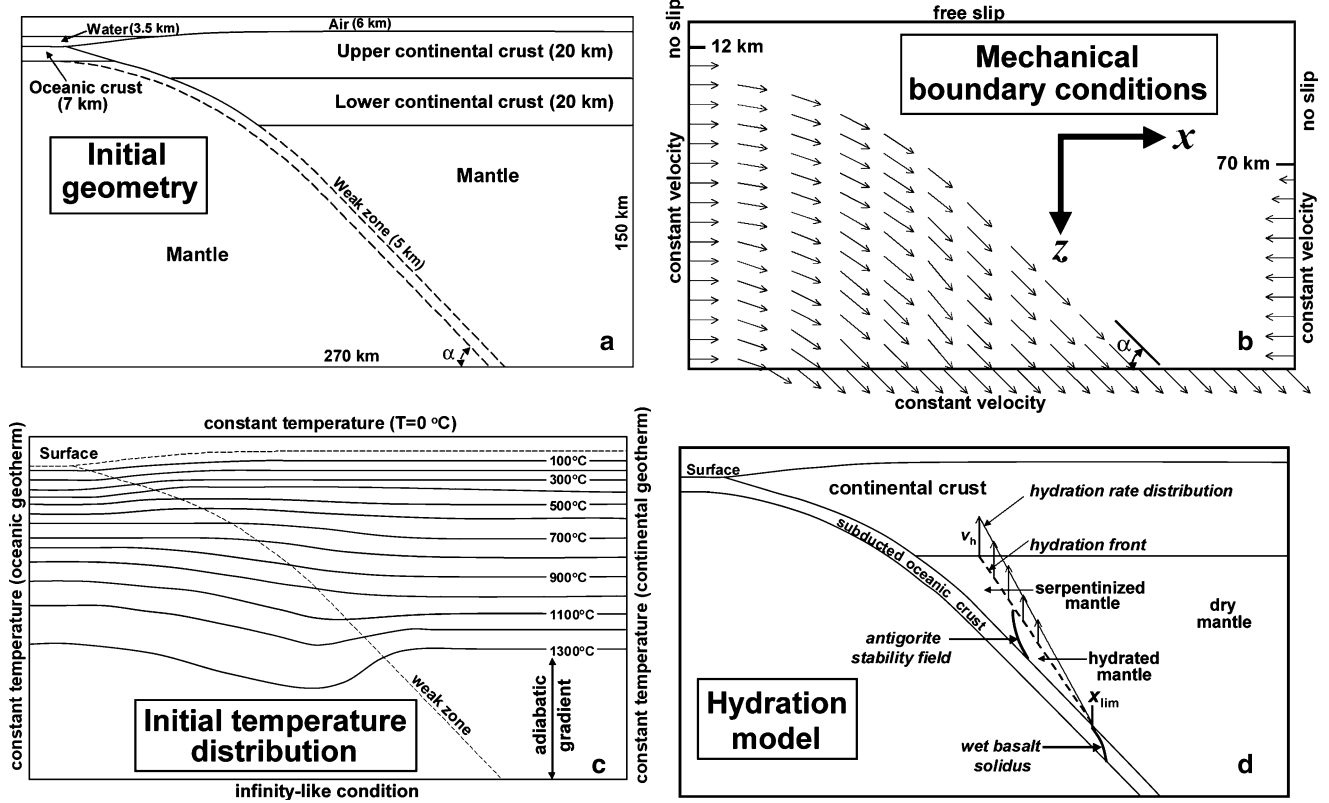 Water (3.5 km)
Air (6 km)
Upper continental crust (20 km)
Oceanic crust
(7 km)
Lower continental crust (20 km)
Initial
geometry
Mantle
Weak zone (5 km)
150 km
Mantle
270 km
α
a
no slip
free slip
12 km
Mechanical
boundary conditions
no slip
x
z
70 km
constant velocity
constant velocity
α
b
constant velocity
constant temperature (T=0 °C)
Surface
100°C
300°C
500°C
700°C
900°C
1100°C
1300°C
constant temperature (oceanic geotherm)
constant temperature (continental geotherm)
weak zone
adiabatic
gradient
Initial temperature
distribution
c
infinity-like condition
Surface
continental crust
hydration rate distribution
vh
hydration front
subducted oceanic crust
serpentinized
mantle
dry
mantle
antigorite
stability field
hydrated
mantle
xlim
Hydration
model
wet basalt
solidus
d